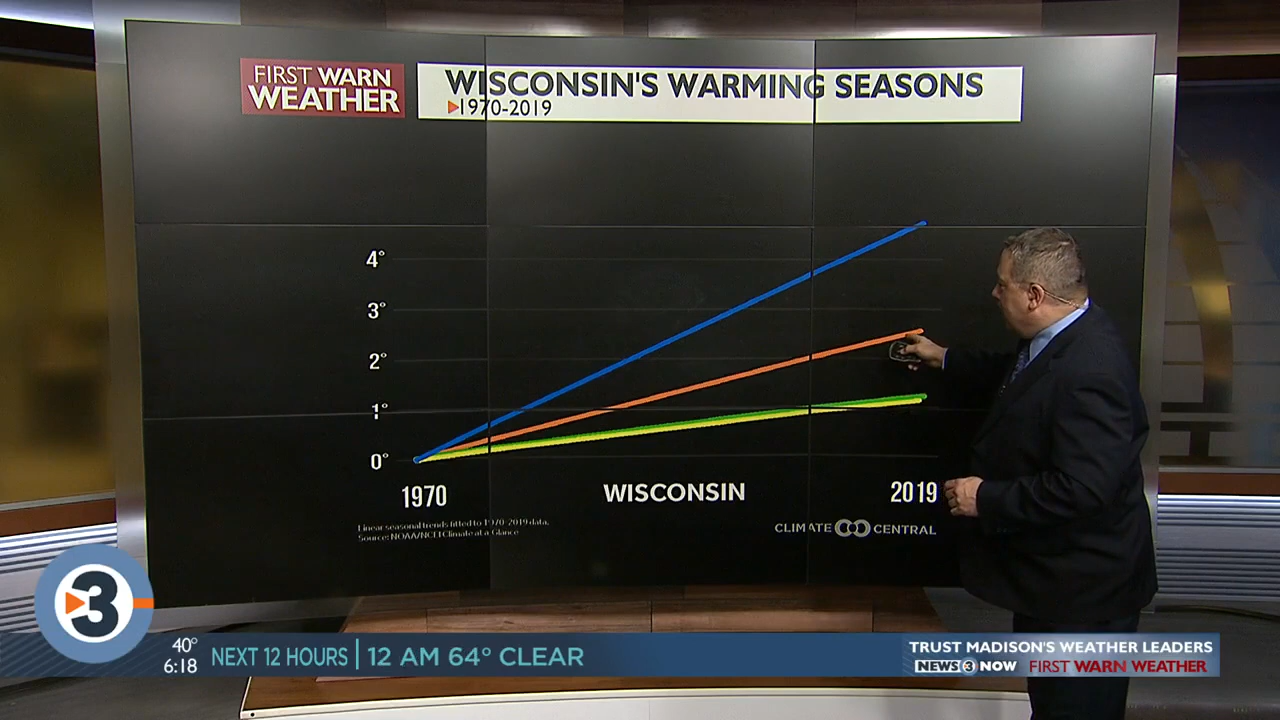 FIRST WARN
WEATHER
WISCONSIN'S WARMING SEASONS
1970-2019
4°
3°
2°
1°
0°
1970
WISCONSIN
2019
Linear seasonal trends fitted to 1970-2019 data.
Source: NOAA/NCEI Climate at a Glance
CLIMATE CENTRAL
3
40°
6:18
NEXT 12 HOURS | 12 AM 64° CLEAR
TRUST MADISON'S WEATHER LEADERS
NEWS 3 NOW FIRST WARN WEATHER